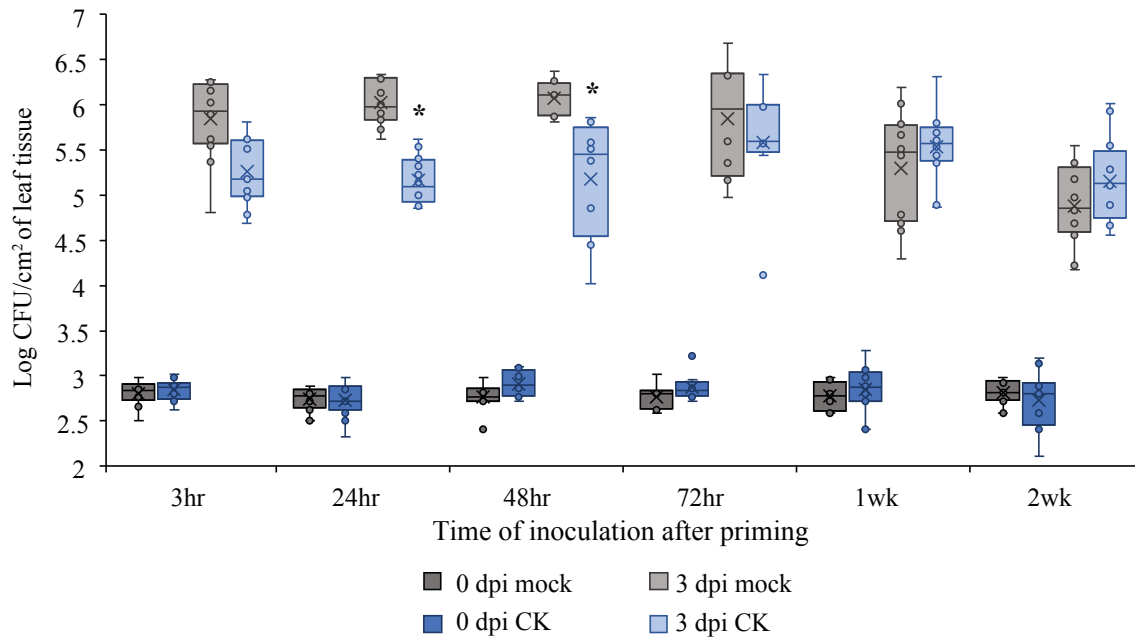 7
6.5
6
5.5
5
4.5
4
3.5
3
2.5
2
Log CFU/cm² of leaf tissue
*
*
3hr 24hr 48hr 72hr 1wk 2wk
Time of inoculation after priming
0 dpi mock 3 dpi mock
0 dpi CK 3 dpi CK